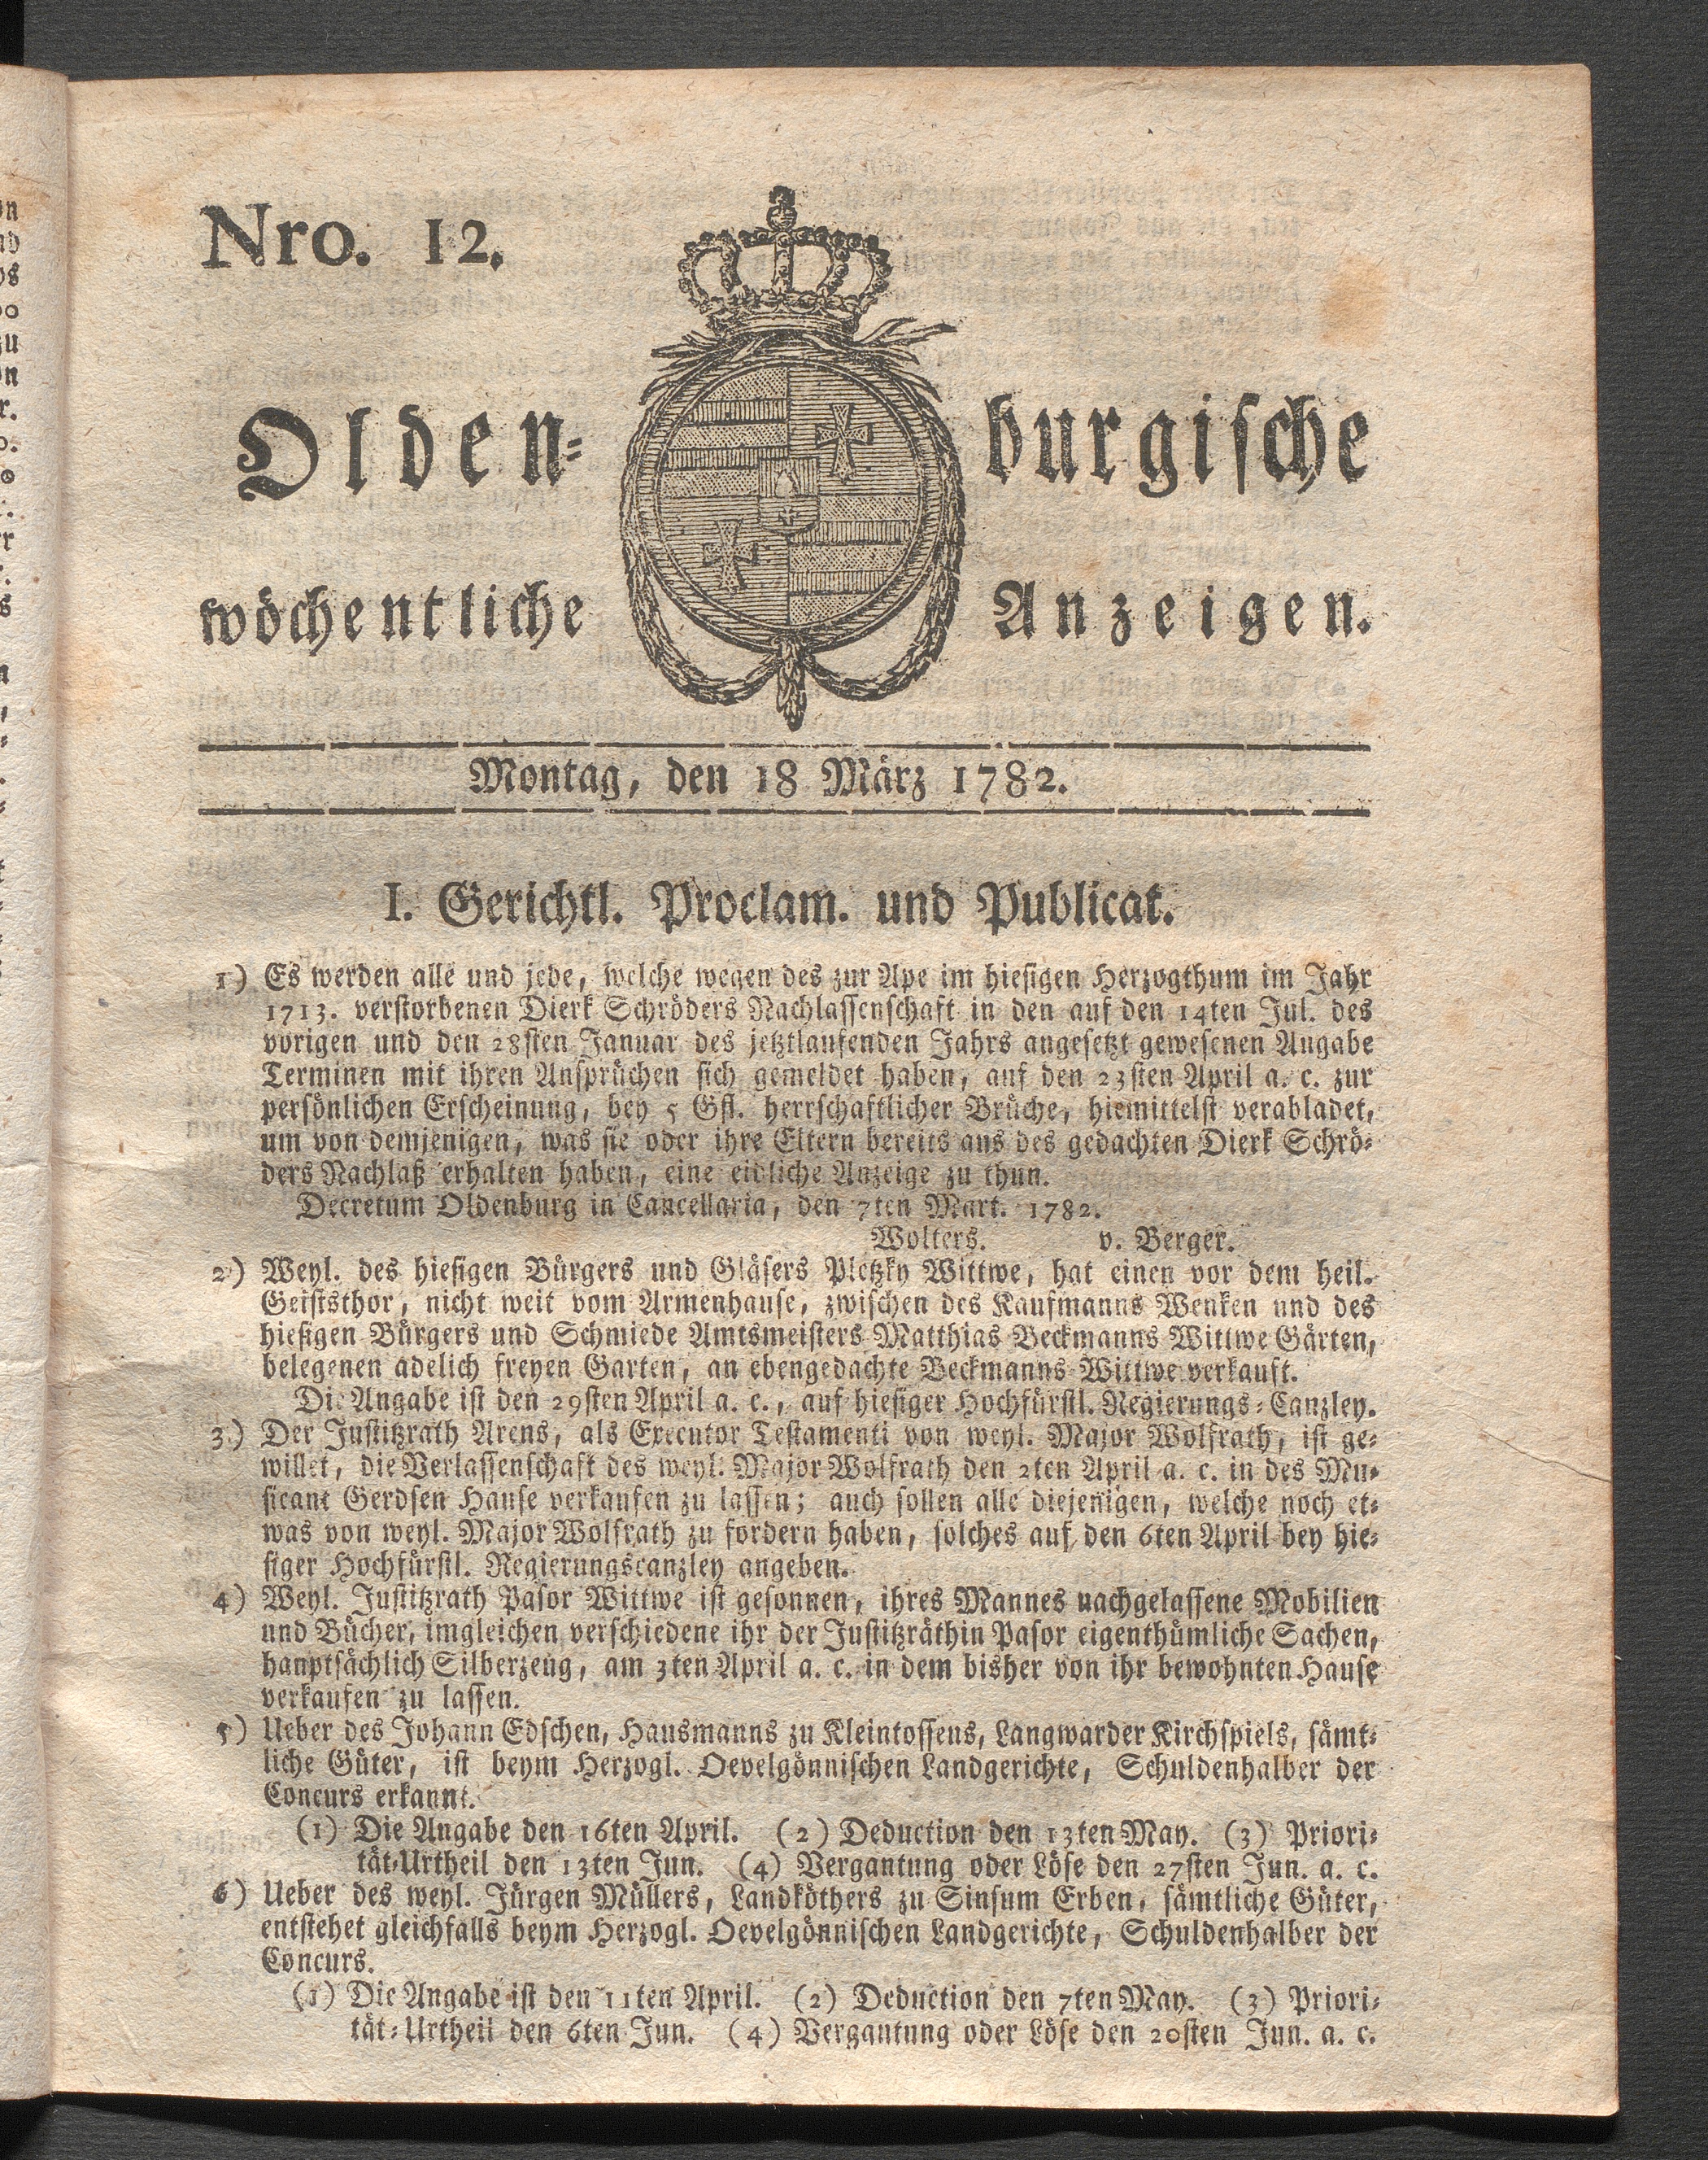 Nro. 12.
Olden- burgische
wöchentliche Anzeigen.
Montag, den 18 März 1782.
I. Gerichtl. Proclam. und Publicat.
1) Es werden alle und jede, welche wegen des zur Ape im hiesigen Herzogthum im Jahr
1713. verstorbenen Dierk Schröders Nachlassenschaft in den auf den 14ten Jul. des
vorigen und den 28sten Januar des jetztlaufenden Jahrs angesetzt gewesenen Angabe
Terminen mit ihren Ansprüchen sich gemeldet haben, auf den 23sten April a. c. zur
persönlichen Erscheinung, bey 5 Gfl. herrschaftlicher Brüche, hiemittelst verabladet,
um von demjenigen, was sie oder ihre Eltern bereits aus des gedachten Dierk Schrö-
ders Nachlaß erhalten haben, eine eidliche Anzeige zu thun.
Decretum Oldenburg in Cancellaria, den 7ten Mart. 1782.
Wolters. v. Berger.
2) Weyl. des hiesigen Bürgers und Gläsers Pletzky Wittwe, hat einen vor dem heil.
Geiststhor, nicht weit vom Armenhause, zwischen des Kaufmanns Wenken und des
hiesigen Bürgers und Schmiede Amtsmeisters Matthias Beckmanns Wittwe Gärten,
belegenen adelich freyen Garten, an ebengedachte Beckmanns Wittwe verkauft.
Die Angabe ist den 29sten April a. c., auf hiesiger Hochfürstl. Regierungs-Canzley.
3.) Der Justitzrath Arens, als Executor Testamenti von weyl. Major Wolfrath, ist ge-
willet, die Verlassenschaft des weyl. Major Wolfrath den 2ten April a. c. in des Mu-
sicant Gerdsen Hause verkaufen zu lassen; auch sollen alle diejenigen, welche noch et-
was von weyl. Major Wolfrath zu fordern haben, solches auf den 6ten April bey hie-
siger Hochfürstl. Regierungscanzley angeben.
4) Weyl. Justitzrath Pasor Wittwe ist gesonnen, ihres Mannes nachgelassene Mobilien
und Bücher, imgleichen verschiedene ihr der Justitzräthin Pasor eigenthümliche Sachen,
hauptsächlich Silberzeug, am 3ten April a. c. in dem bisher von ihr bewohnten Hause
verkaufen zu lassen.
5) Ueber des Johann Edschen, Hausmanns zu Kleintossens, Langwarder Kirchspiels, sämt-
liche Güter, ist beym Herzogl. Oevelgönnischen Landgerichte, Schuldenhalber der
Concurs erkannt.
(1) Die Angabe den 16ten April. (2) Deduction den 13ten May. (3) Priori-
tät-Urtheil den 13ten Jun. (4) Vergantung oder Löse den 27sten Jun. a. c.
6) Ueber des weyl. Jürgen Müllers, Landköthers zu Sinsum Erben, sämtliche Güter,
entstehet gleichfalls beym Herzogl. Oevelgönnischen Landgerichte, Schuldenhalber der
Concurs.
(1) Die Angabe ist den 11ten April. (2) Deduction den 7ten May. (3) Priori-
tät-Urtheil den 6ten Jun. (4) Vergantung oder Löse den 20sten Jun. a. c.